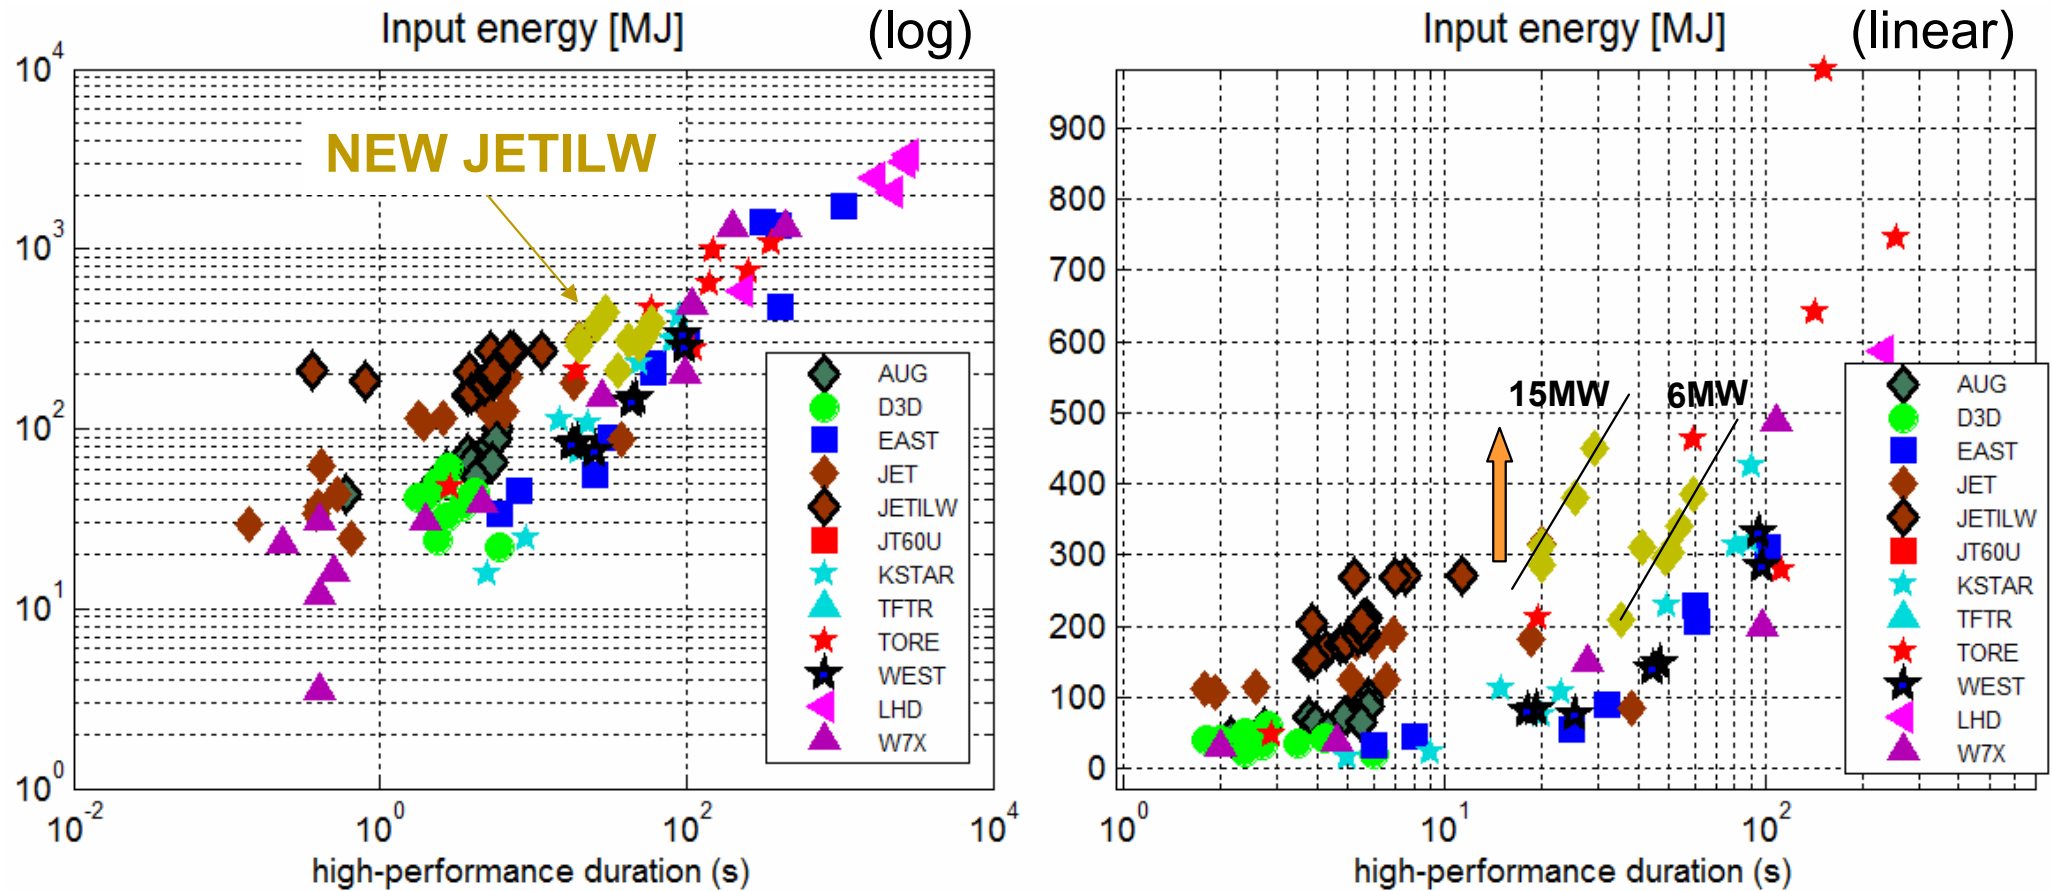 Input energy [MJ] (log)
NEW JETILW
10^4
10^3
10^2
10^1
10^0
10^-2 10^0 10^2 10^4
high-performance duration (s)
AUG
D3D
EAST
JET
JETILW
JT60U
KSTAR
TFTR
TORE
WEST
LHD
W7X
Input energy [MJ] (linear)
900
800
700
600
500
400
300
200
100
0
15MW 6MW
10^0 10^1 10^2
high-performance duration (s)
AUG
D3D
EAST
JET
JETILW
JT60U
KSTAR
TFTR
TORE
WEST
LHD
W7X